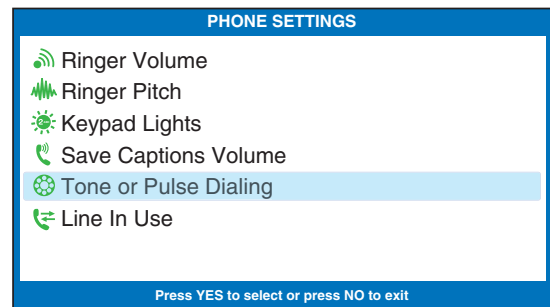 PHONE SETTINGS
Ringer Volume
Ringer Pitch
Keypad Lights
Save Captions Volume
Tone or Pulse Dialing
Line In Use
Press YES to select or press NO to exit